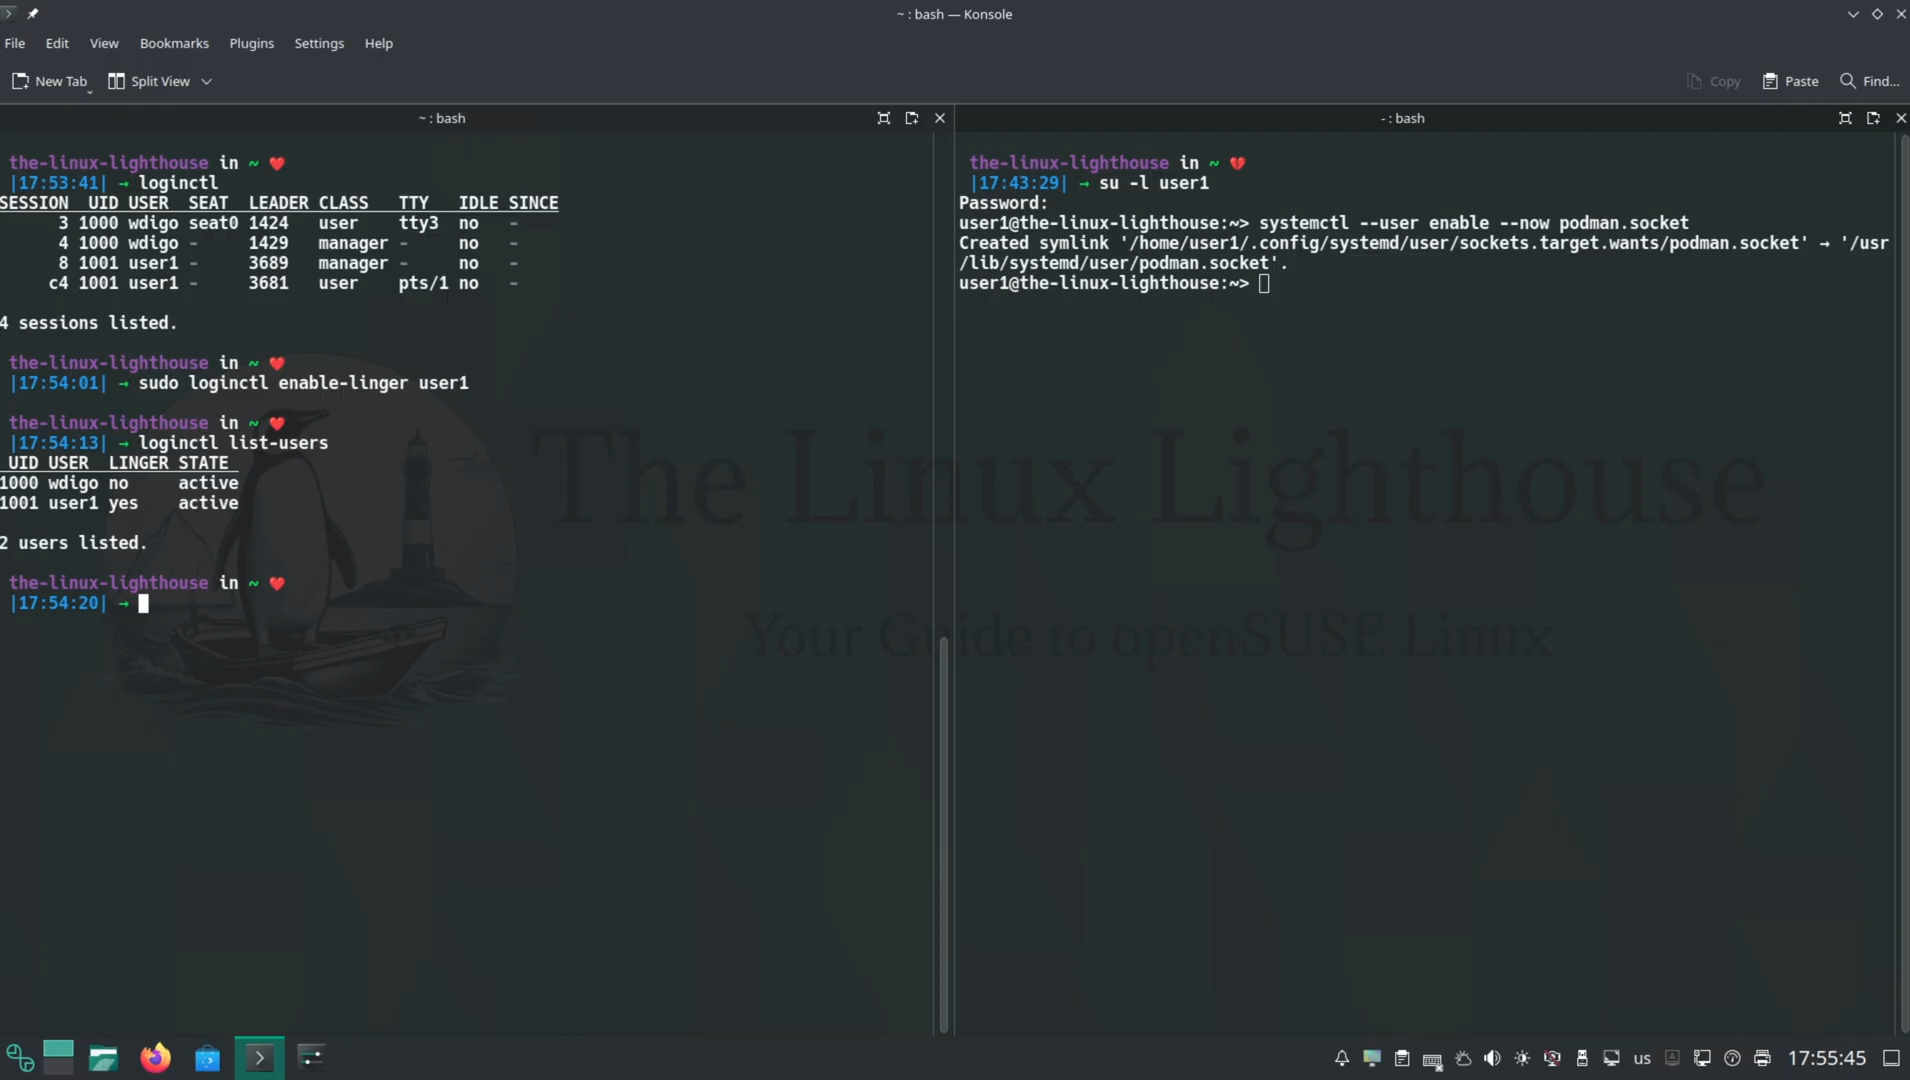 ~ : bash — Konsole
File Edit View Bookmarks Plugins Settings Help
New Tab Split View Copy Paste Find...
~ : bash
the-linux-lighthouse in ~ ❤️
|17:53:41| → loginctl
SESSION  UID USER  SEAT  LEADER CLASS   TTY   IDLE SINCE
3 1000 wdigo seat0 1424   user    tty3  no   -
4 1000 wdigo -     1429   manager -     no   -
8 1001 user1 -     3689   manager -     no   -
c4 1001 user1 -     3681   user    pts/1 no   -
4 sessions listed.
the-linux-lighthouse in ~ ❤️
|17:54:01| → sudo loginctl enable-linger user1
the-linux-lighthouse in ~ ❤️
|17:54:13| → loginctl list-users
UID USER  LINGER STATE
1000 wdigo no     active
1001 user1 yes    active
2 users listed.
the-linux-lighthouse in ~ ❤️
|17:54:20| →
- : bash
the-linux-lighthouse in ~ 💔
|17:43:29| → su -l user1
Password:
user1@the-linux-lighthouse:~> systemctl --user enable --now podman.socket
Created symlink '/home/user1/.config/systemd/user/sockets.target.wants/podman.socket' → '/usr
/lib/systemd/user/podman.socket'.
user1@the-linux-lighthouse:~>
The Linux Lighthouse
Your Guide to openSUSE Linux
us 17:55:45